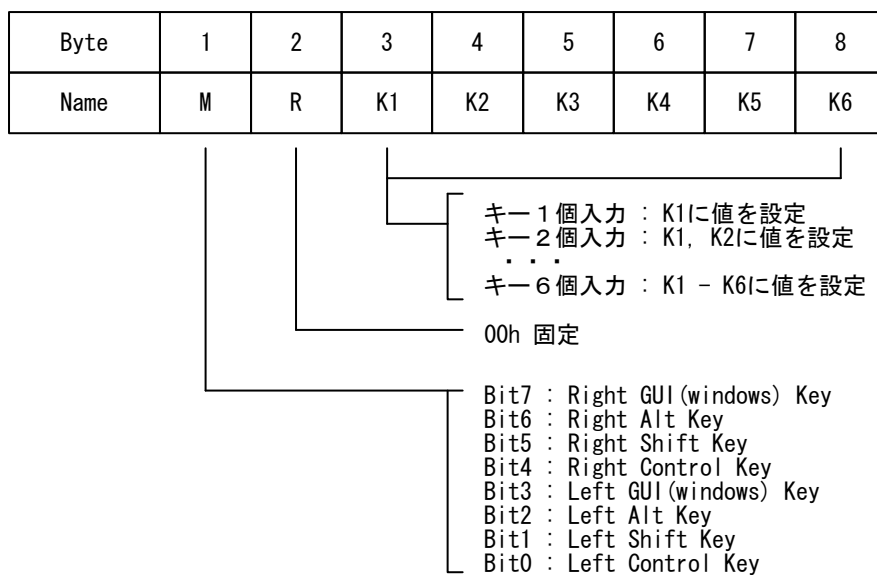 Byte 1 2 3 4 5 6 7 8
Name M R K1 K2 K3 K4 K5 K6
キー１個入力 : K1に値を設定
キー２個入力 : K1, K2に値を設定
・・・
キー６個入力 : K1 - K6に値を設定
00h 固定
Bit7 : Right GUI(windows) Key
Bit6 : Right Alt Key
Bit5 : Right Shift Key
Bit4 : Right Control Key
Bit3 : Left GUI(windows) Key
Bit2 : Left Alt Key
Bit1 : Left Shift Key
Bit0 : Left Control Key